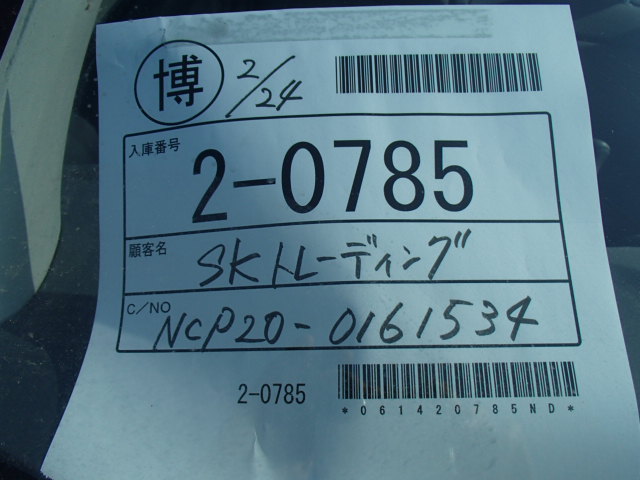 博 2/24
入庫番号
2-0785
顧客名
SKトレーディング
C/NO
NCP20-0161534
2-0785
*061420785ND*